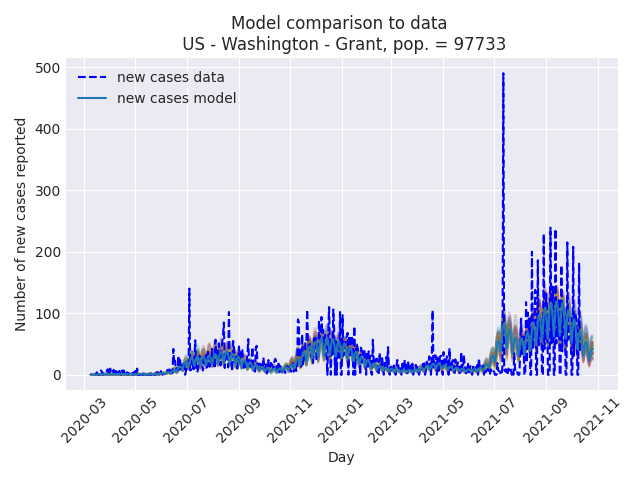 Model comparison to data
US - Washington - Grant, pop. = 97733
new cases data
new cases model
Number of new cases reported
500
400
300
200
100
0
2020-03
2020-05
2020-07
2020-09
2020-11
2021-01
2021-03
2021-05
2021-07
2021-09
2021-11
Day